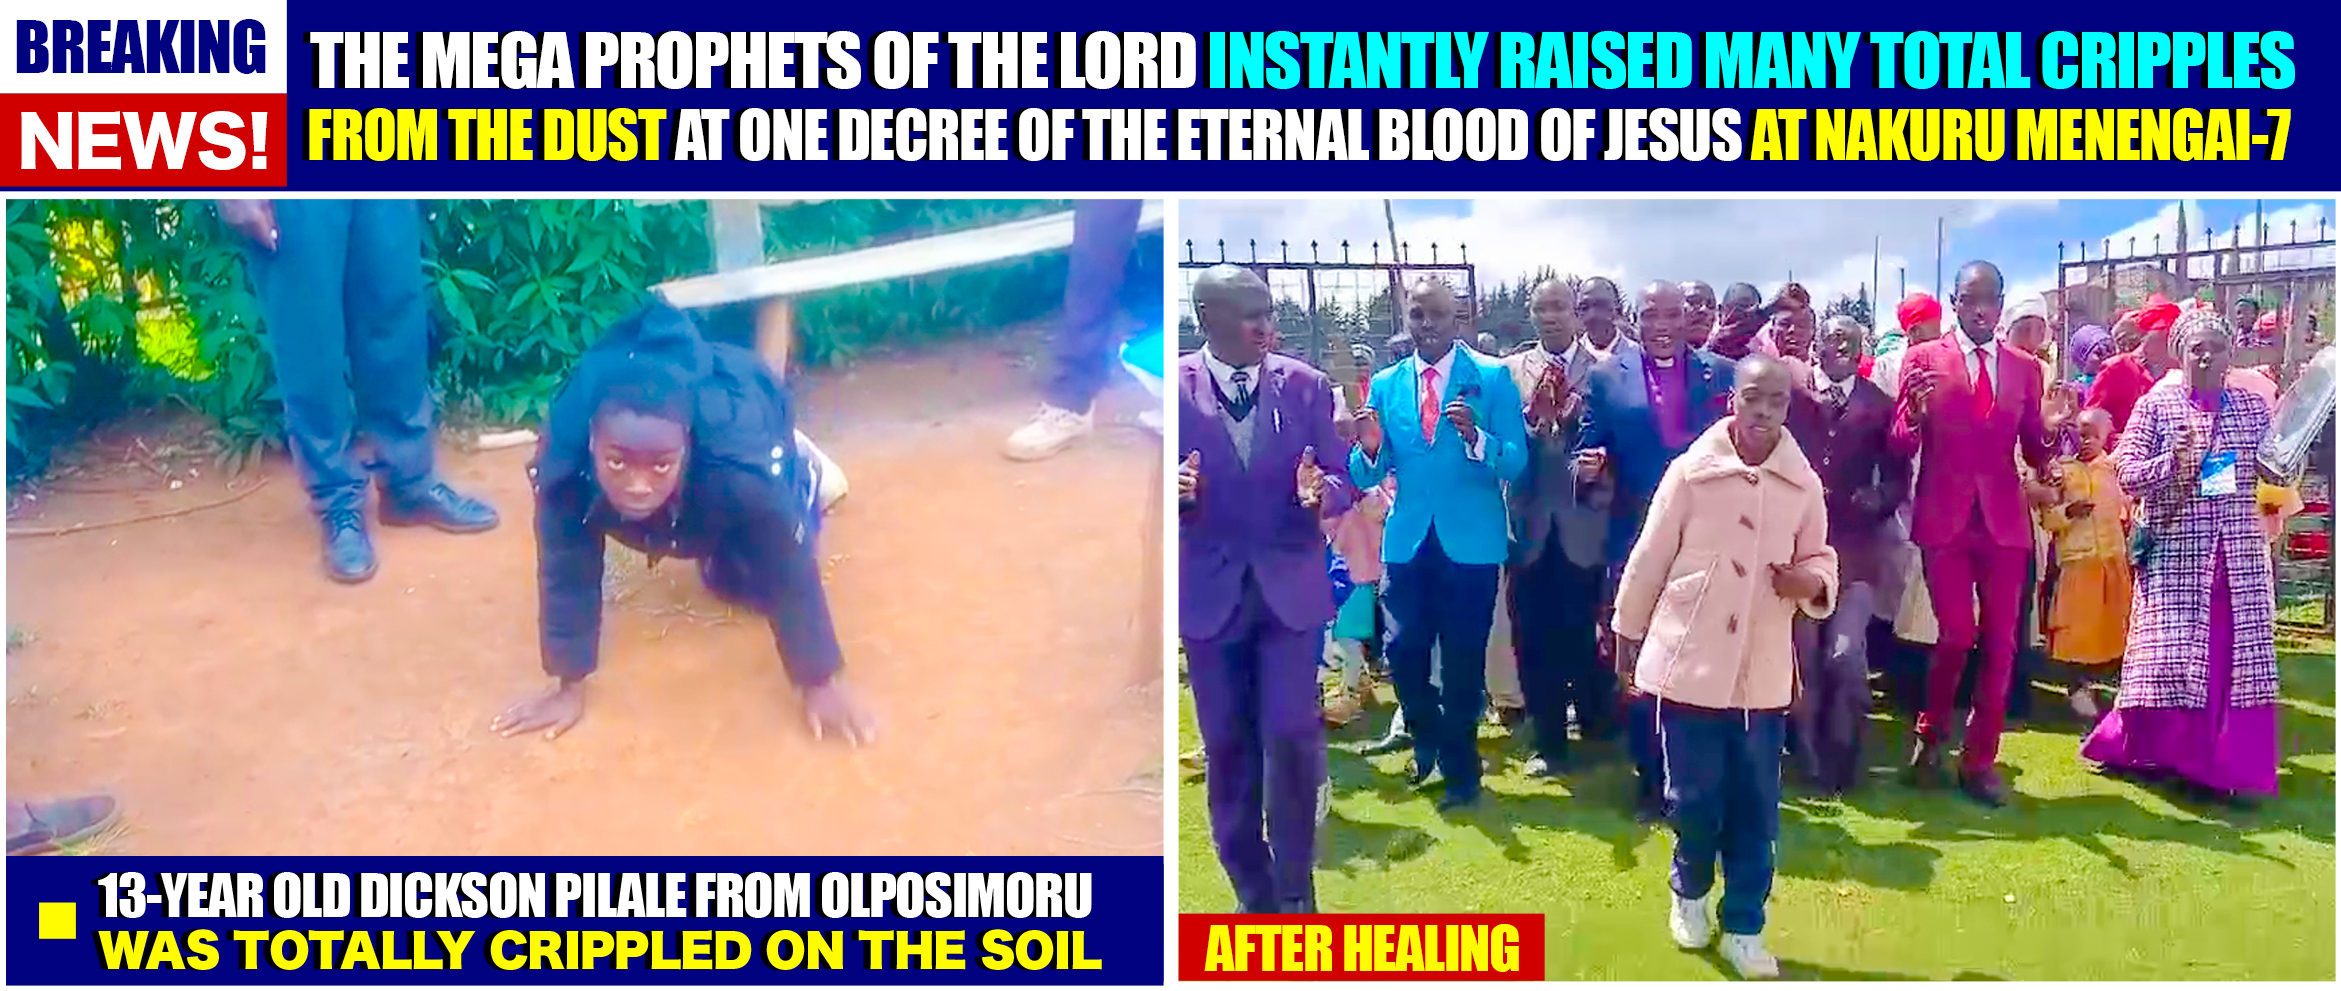 BREAKING
NEWS!
THE MEGA PROPHETS OF THE LORD INSTANTLY RAISED MANY TOTAL CRIPPLES
FROM THE DUST AT ONE DECREE OF THE ETERNAL BLOOD OF JESUS AT NAKURU MENENGAI-7
13-YEAR OLD DICKSON PILALE FROM OLPOSIMORU
WAS TOTALLY CRIPPLED ON THE SOIL
AFTER HEALING